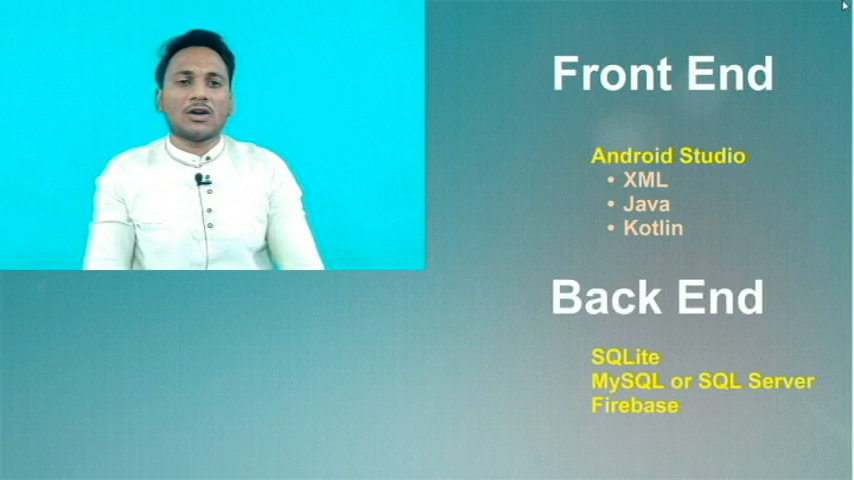 Front End
Android Studio
• XML
• Java
• Kotlin
Back End
SQLite
MySQL or SQL Server
Firebase